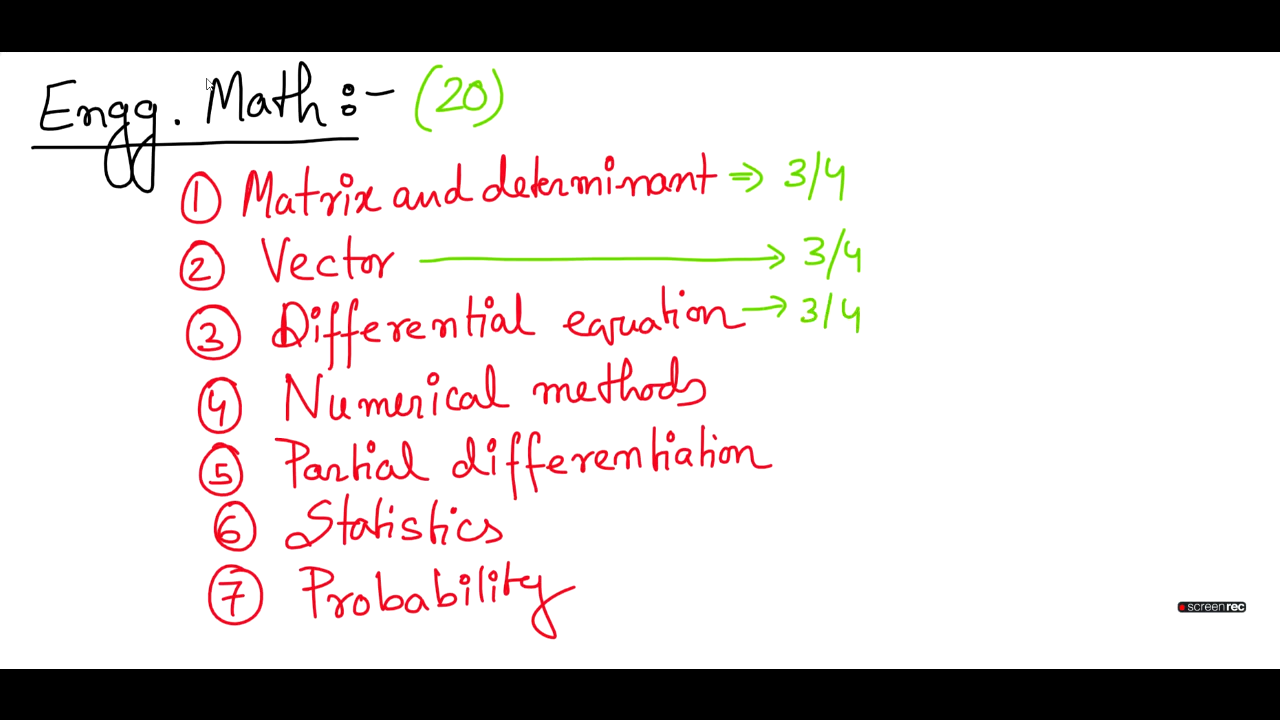 Engg. Math :- (20)
① Matrix and determinant ⇒ 3/4
② Vector → 3/4
③ Differential equation → 3/4
④ Numerical methods
⑤ Partial differentiation
⑥ Statistics
⑦ Probability
screenrec